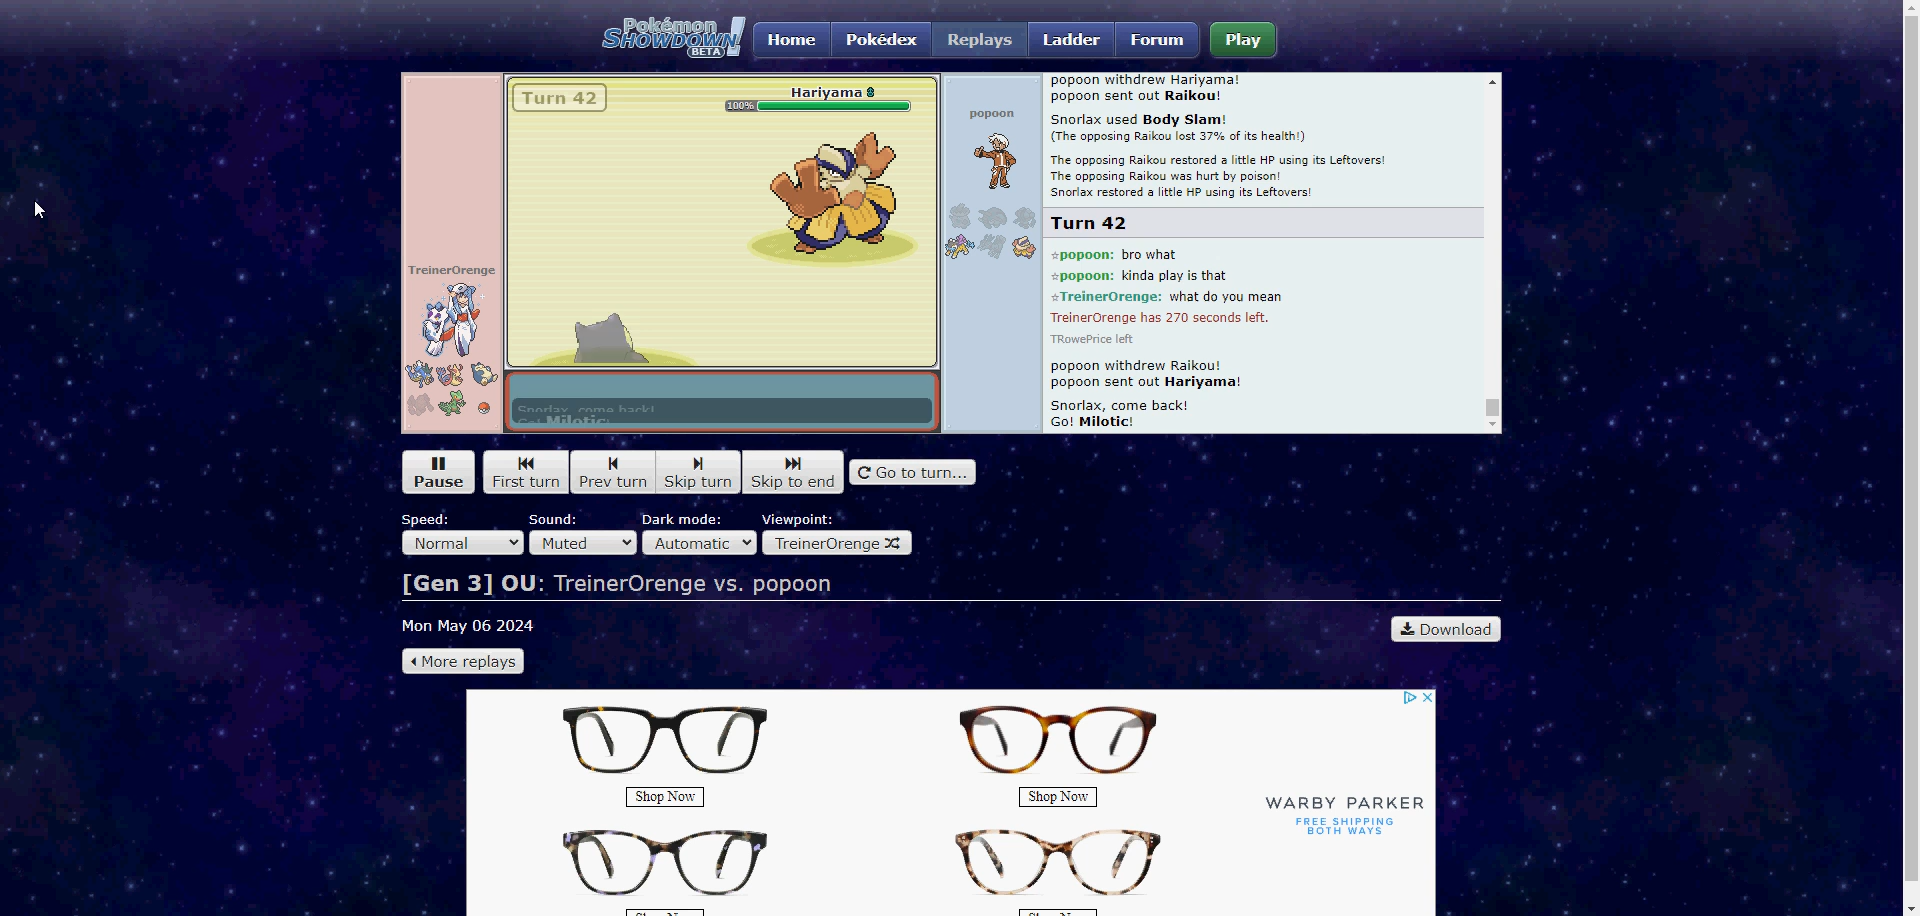 Pokémon
SHOWDOWN!
BETA
Home
Pokédex
Replays
Ladder
Forum
Play
TreinerOrenge
Turn 42
Hariyama
100%
Snorlax, come back!
Go! Milotic!
popoon
popoon withdrew Hariyama!
popoon sent out Raikou!
Snorlax used Body Slam!
(The opposing Raikou lost 37% of its health!)
The opposing Raikou restored a little HP using its Leftovers!
The opposing Raikou was hurt by poison!
Snorlax restored a little HP using its Leftovers!
Turn 42
☆popoon: bro what
☆popoon: kinda play is that
☆TreinerOrenge: what do you mean
TreinerOrenge has 270 seconds left.
TRowePrice left
popoon withdrew Raikou!
popoon sent out Hariyama!
Snorlax, come back!
Go! Milotic!
Pause
First turn
Prev turn
Skip turn
Skip to end
Go to turn...
Speed:
Normal
Sound:
Muted
Dark mode:
Automatic
Viewpoint:
TreinerOrenge
[Gen 3] OU: TreinerOrenge vs. popoon
Mon May 06 2024
Download
More replays
Shop Now
Shop Now
WARBY PARKER
FREE SHIPPING
BOTH WAYS